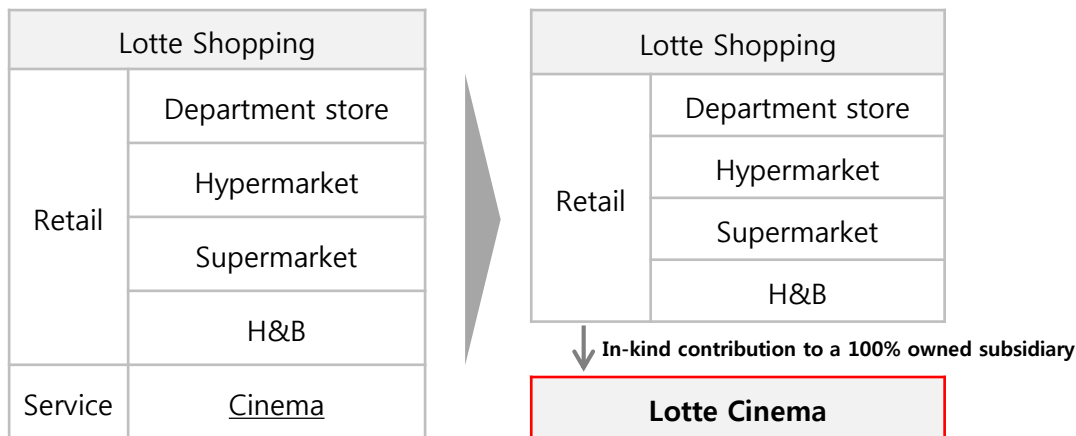 Lotte Shopping
Retail
Department store
Hypermarket
Supermarket
H&B
Service
Cinema
Lotte Shopping
Retail
Department store
Hypermarket
Supermarket
H&B
In-kind contribution to a 100% owned subsidiary
Lotte Cinema